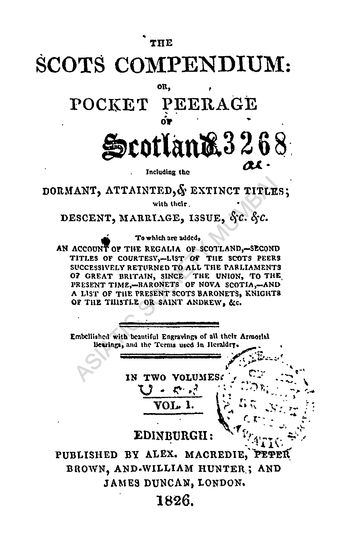 THE
SCOTS COMPENDIUM:
OR,
POCKET PEERAGE
OF
Scotland. 83268
Including the
DORMANT, ATTAINTED, & EXTINCT TITLES;
with their
DESCENT, MARRIAGE, ISSUE, &c. &c.
To which are added,
AN ACCOUNT OF THE REGALIA OF SCOTLAND,—SECOND
TITLES OF COURTESY,—LIST OF THE SCOTS PEERS
SUCCESSIVELY RETURNED TO ALL THE PARLIAMENTS
OF GREAT BRITAIN, SINCE THE UNION, TO THE
PRESENT TIME,—BARONETS OF NOVA SCOTIA,—AND
A LIST OF THE PRESENT SCOTS BARONETS, KNIGHTS
OF THE THISTLE OR SAINT ANDREW, &c.
Embellished with beautiful Engravings of all their Armorial
Bearings, and the Terms used in Heraldry.
IN TWO VOLUMES
VOL. I.
EDINBURGH:
PUBLISHED BY ALEX. MACREDIE, PETER
BROWN, AND WILLIAM HUNTER; AND
JAMES DUNCAN, LONDON.
1826.